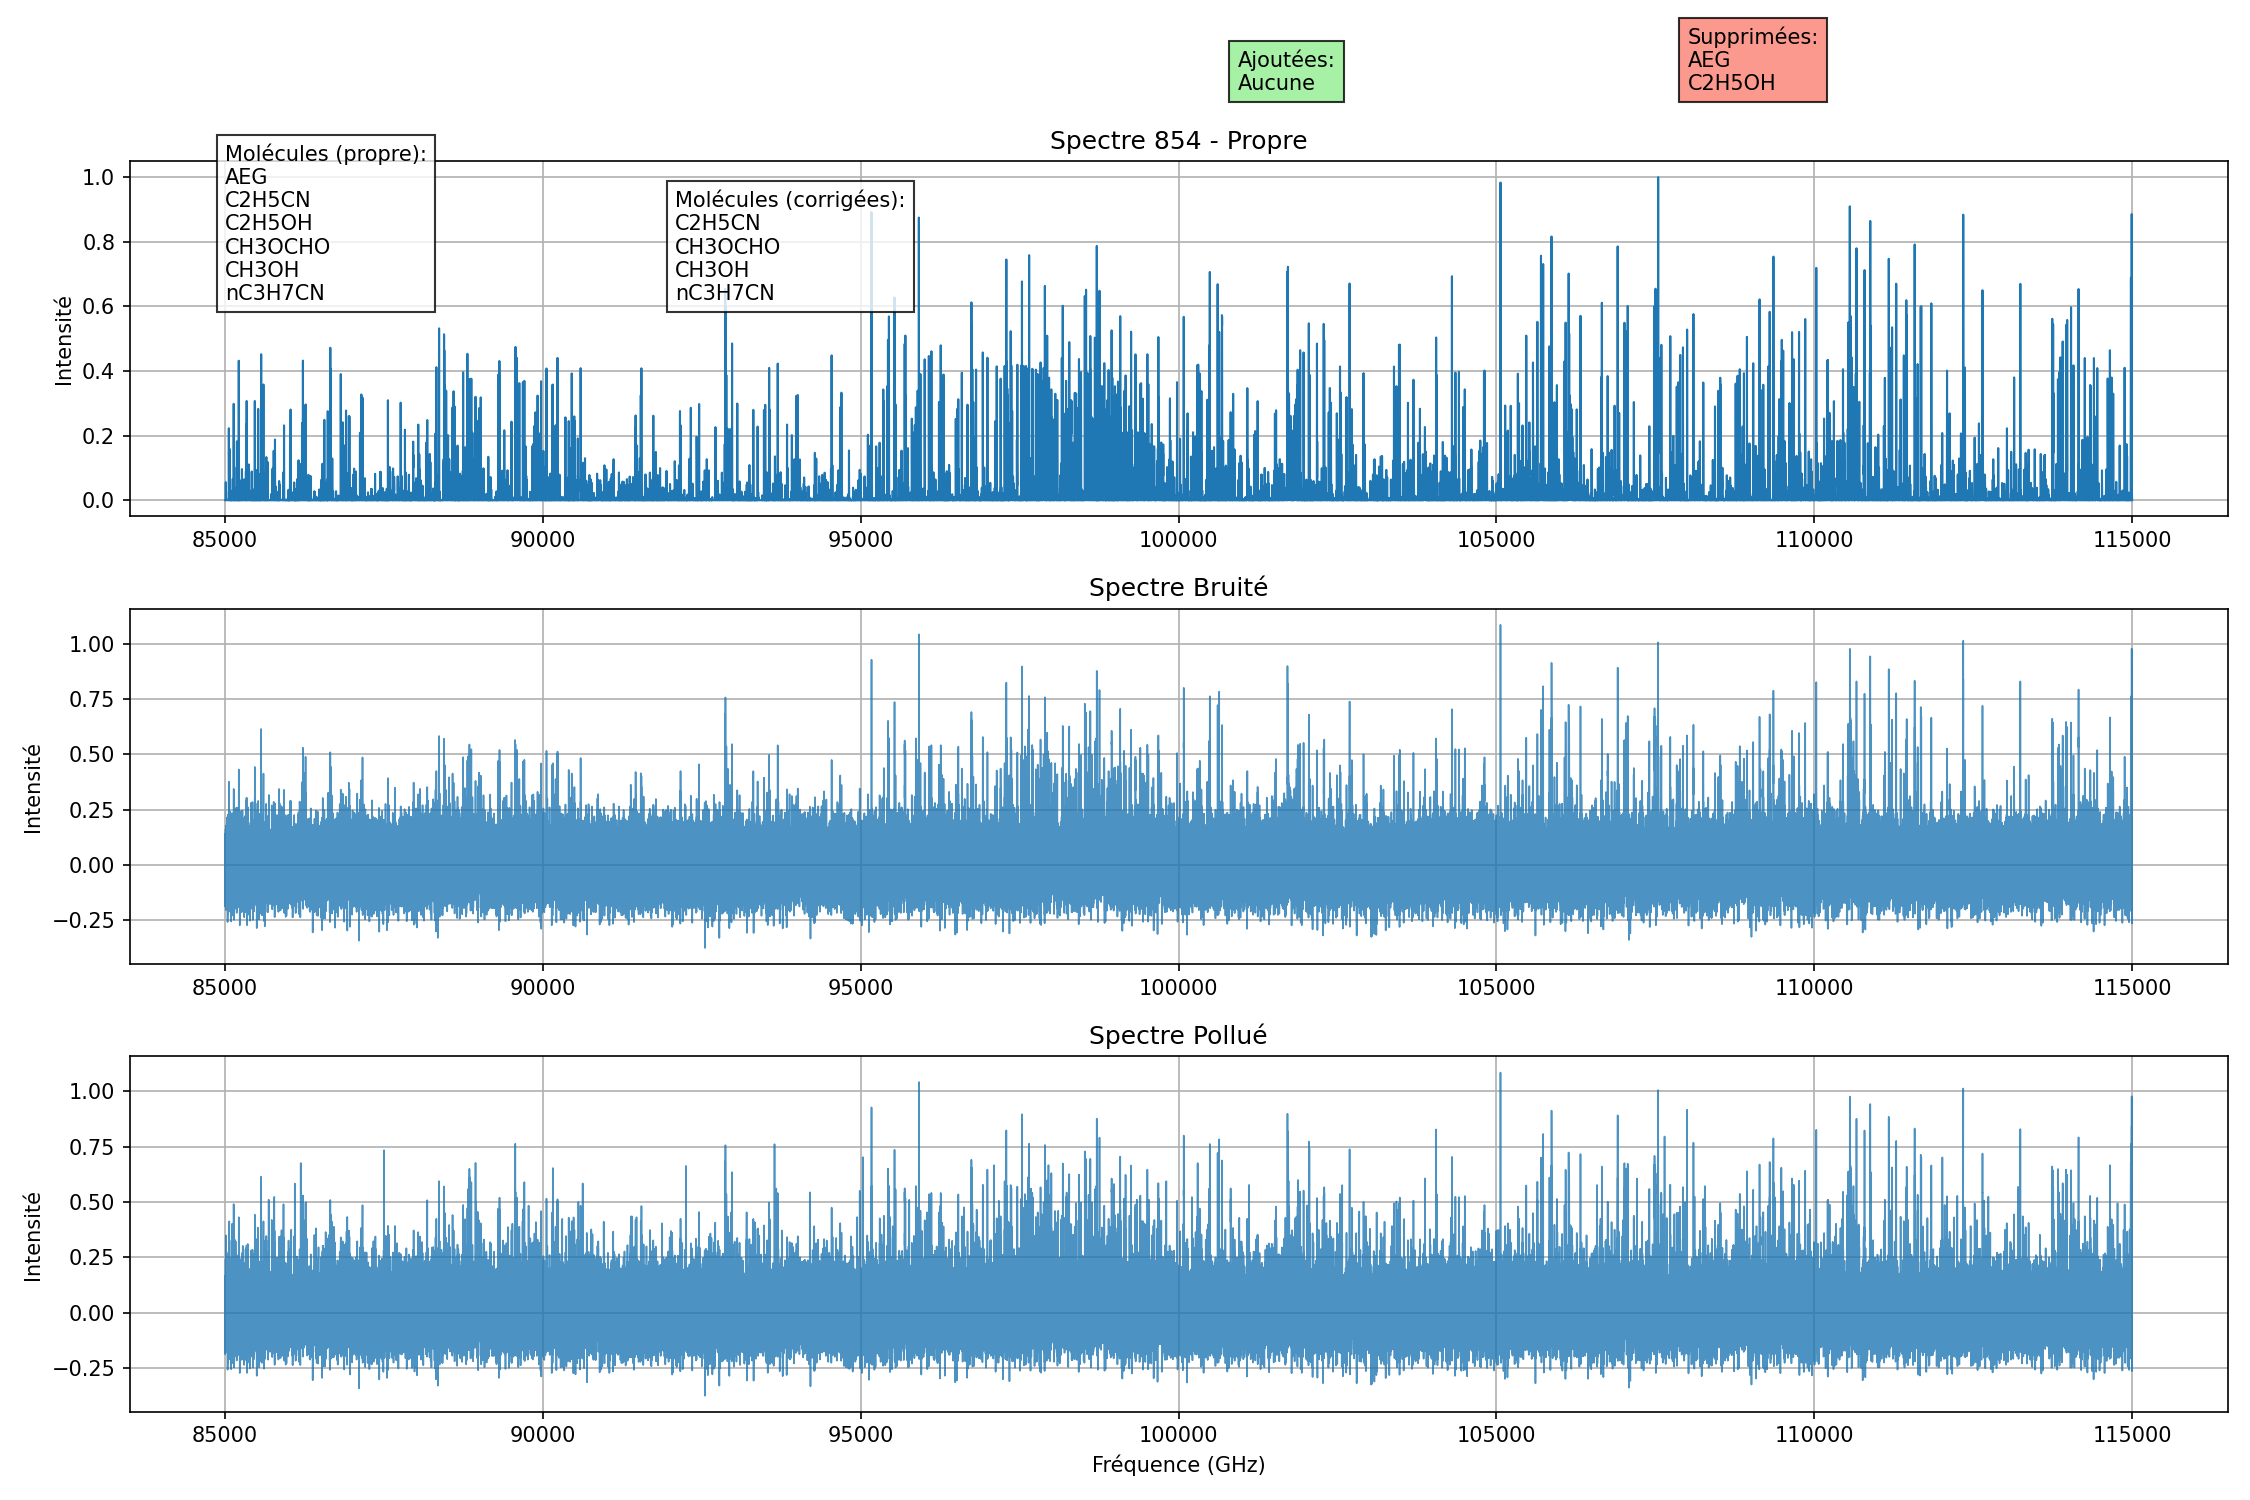 Ajoutées:
Aucune
Supprimées:
AEG
C2H5OH
Spectre 854 - Propre
Molécules (propre):
AEG
C2H5CN
C2H5OH
CH3OCHO
CH3OH
nC3H7CN
Molécules (corrigées):
C2H5CN
CH3OCHO
CH3OH
nC3H7CN
Intensité
1.0
0.8
0.6
0.4
0.2
0.0
85000 90000 95000 100000 105000 110000 115000
Spectre Bruité
Intensité
1.00
0.75
0.50
0.25
0.00
−0.25
85000 90000 95000 100000 105000 110000 115000
Spectre Pollué
Intensité
1.00
0.75
0.50
0.25
0.00
−0.25
85000 90000 95000 100000 105000 110000 115000
Fréquence (GHz)